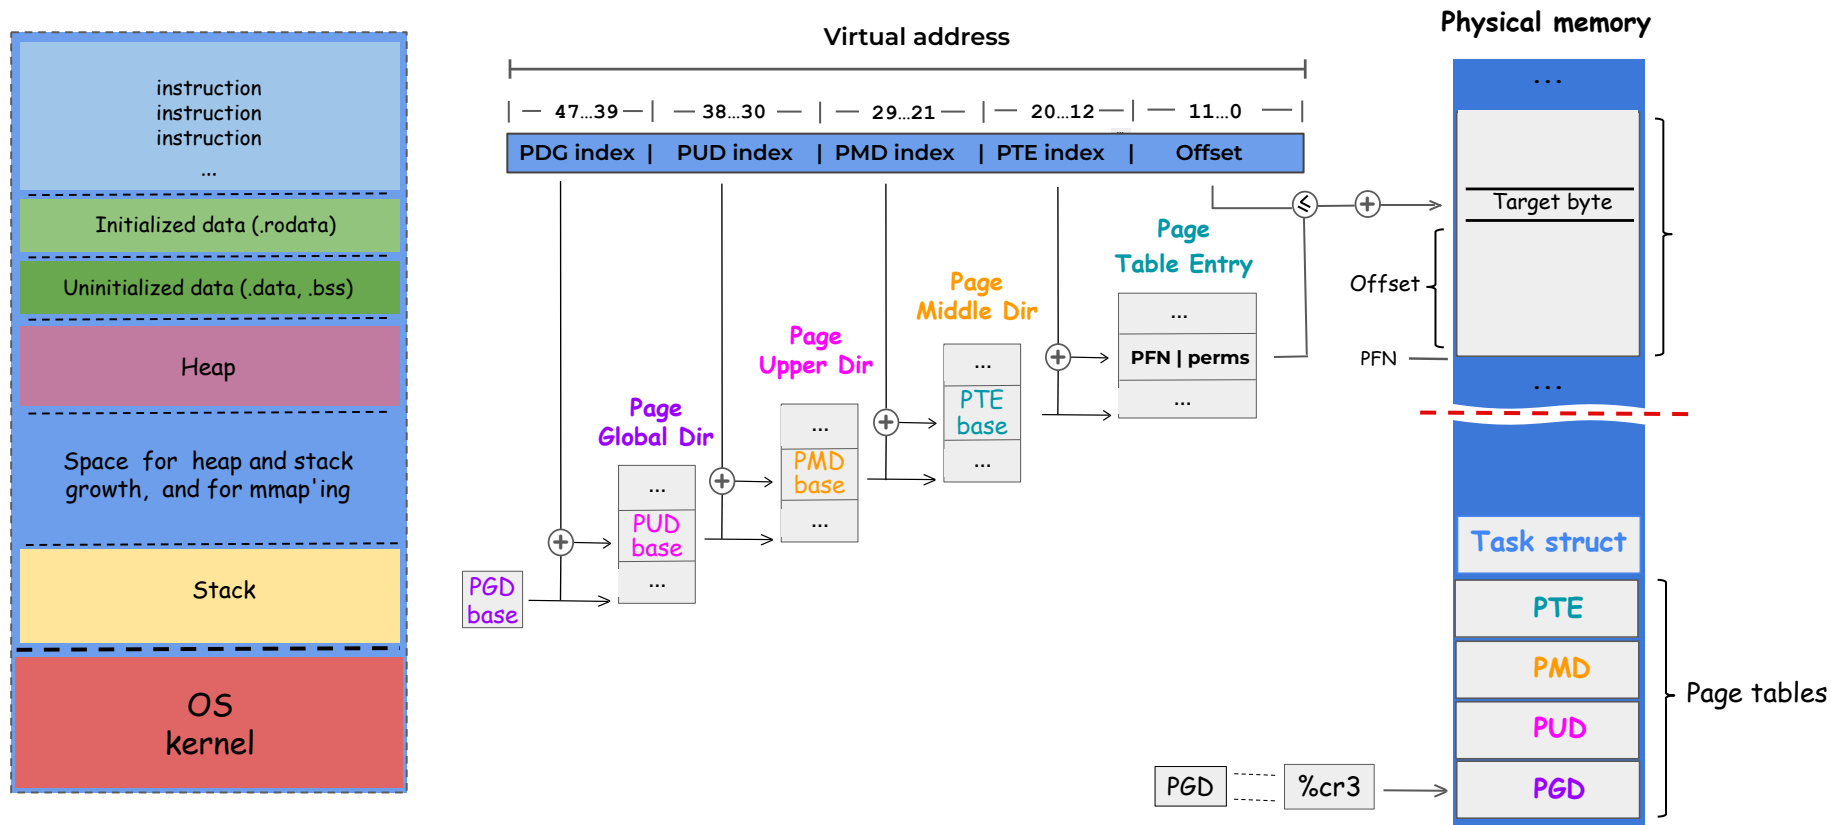 instruction
instruction
instruction
...
Initialized data (.rodata)
Uninitialized data (.data, .bss)
Heap
Space for heap and stack
growth, and for mmap'ing
Stack
OS
kernel
Virtual address
47...39
38...30
29...21
20...12
11...0
...
PDG index | PUD index | PMD index | PTE index | Offset
PGD
base
Page
Global Dir
...
PUD
base
...
Page
Upper Dir
...
PMD
base
...
Page
Middle Dir
...
PTE
base
...
Page
Table Entry
...
PFN | perms
...
≤
Physical memory
...
Target byte
Offset
PFN
...
Task struct
PTE
PMD
PUD
PGD
Page tables
PGD
%cr3